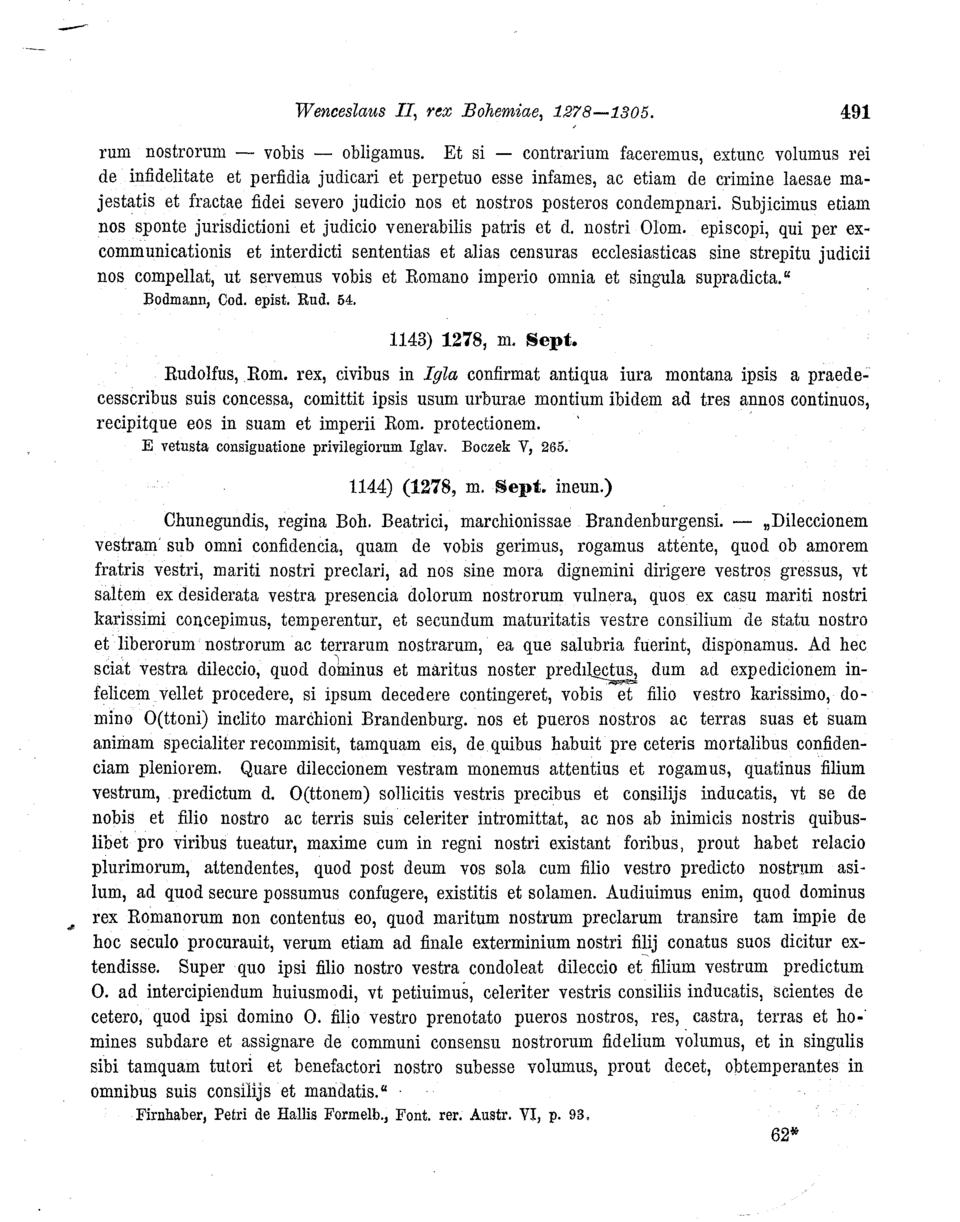 Wenceslaus II, rex Bohemiae, 1278—1305. 491
rum nostrorum — vobis — obligamus. Et si — contrarium faceremus, extunc volumus rei
de infidelitate et perfidia judicari et perpetuo esse infames, ac etiam de crimine laesae ma-
jestatis et fractae fidei severo judicio nos et nostros posteros condempnari. Subjicimus etiam
nos sponte jurisdictioni et judicio venerabilis patris et d. nostri Olom. episcopi, qui per ex-
communicationis et interdicti sententias et alias censuras ecclesiasticas sine strepitu judicii
nos compellat, ut servemus vobis et Romano imperio omnia et singula supradicta.“
Bodmann, Cod. epist. Rud. 54.
1143) 1278, m. Sept.
Rudolfus, Rom. rex, civibus in Igla confirmat antiqua iura montana ipsis a praede-
cesscribus suis concessa, comittit ipsis usum urburae montium ibidem ad tres annos continuos,
recipitque eos in suam et imperii Rom. protectionem.
E vetusta consignatione privilegiorum Iglav. Boczek V, 265.
1144) (1278, m. Sept. ineun.)
Chunegundis, regina Boh. Beatrici, marchionissae Brandenburgensi. — „Dileccionem
vestram sub omni confidencia, quam de vobis gerimus, rogamus attente, quod ob amorem
fratris vestri, mariti nostri preclari, ad nos sine mora dignemini dirigere vestros gressus, vt
saltem ex desiderata vestra presencia dolorum nostrorum vulnera, quos ex casu mariti nostri
karissimi concepimus, temperentur, et secundum maturitatis vestre consilium de statu nostro
et liberorum nostrorum ac terrarum nostrarum, ea que salubria fuerint, disponamus. Ad hec
sciat vestra dileccio, quod dominus et maritus noster predilectus, dum ad expedicionem in-
felicem vellet procedere, si ipsum decedere contingeret, vobis et filio vestro karissimo, do-
mino O(ttoni) inclito marchioni Brandenburg. nos et pueros nostros ac terras suas et suam
animam specialiter recommisit, tamquam eis, de quibus habuit pre ceteris mortalibus confiden-
ciam pleniorem. Quare dileccionem vestram monemus attentius et rogamus, quatinus filium
vestrum, predictum d. O(ttonem) sollicitis vestris precibus et consilijs inducatis, vt se de
nobis et filio nostro ac terris suis celeriter intromittat, ac nos ab inimicis nostris quibus-
libet pro viribus tueatur, maxime cum in regni nostri existant foribus, prout habet relacio
plurimorum, attendentes, quod post deum vos sola cum filio vestro predicto nostrum asi-
lum, ad quod secure possumus confugere, existitis et solamen. Audiuimus enim, quod dominus
rex Romanorum non contentus eo, quod maritum nostrum preclarum transire tam impie de
hoc seculo procurauit, verum etiam ad finale exterminium nostri filij conatus suos dicitur ex-
tendisse. Super quo ipsi filio nostro vestra condoleat dileccio et filium vestrum predictum
O. ad intercipiendum huiusmodi, vt petiuimus, celeriter vestris consiliis inducatis, scientes de
cetero, quod ipsi domino O. filio vestro prenotato pueros nostros, res, castra, terras et ho-
mines subdare et assignare de communi consensu nostrorum fidelium volumus, et in singulis
sibi tamquam tutori et benefactori nostro subesse volumus, prout decet, obtemperantes in
omnibus suis consilijs et mandatis.“
Firnhaber, Petri de Hallis Formelb., Font. rer. Austr. VI, p. 93.
62*